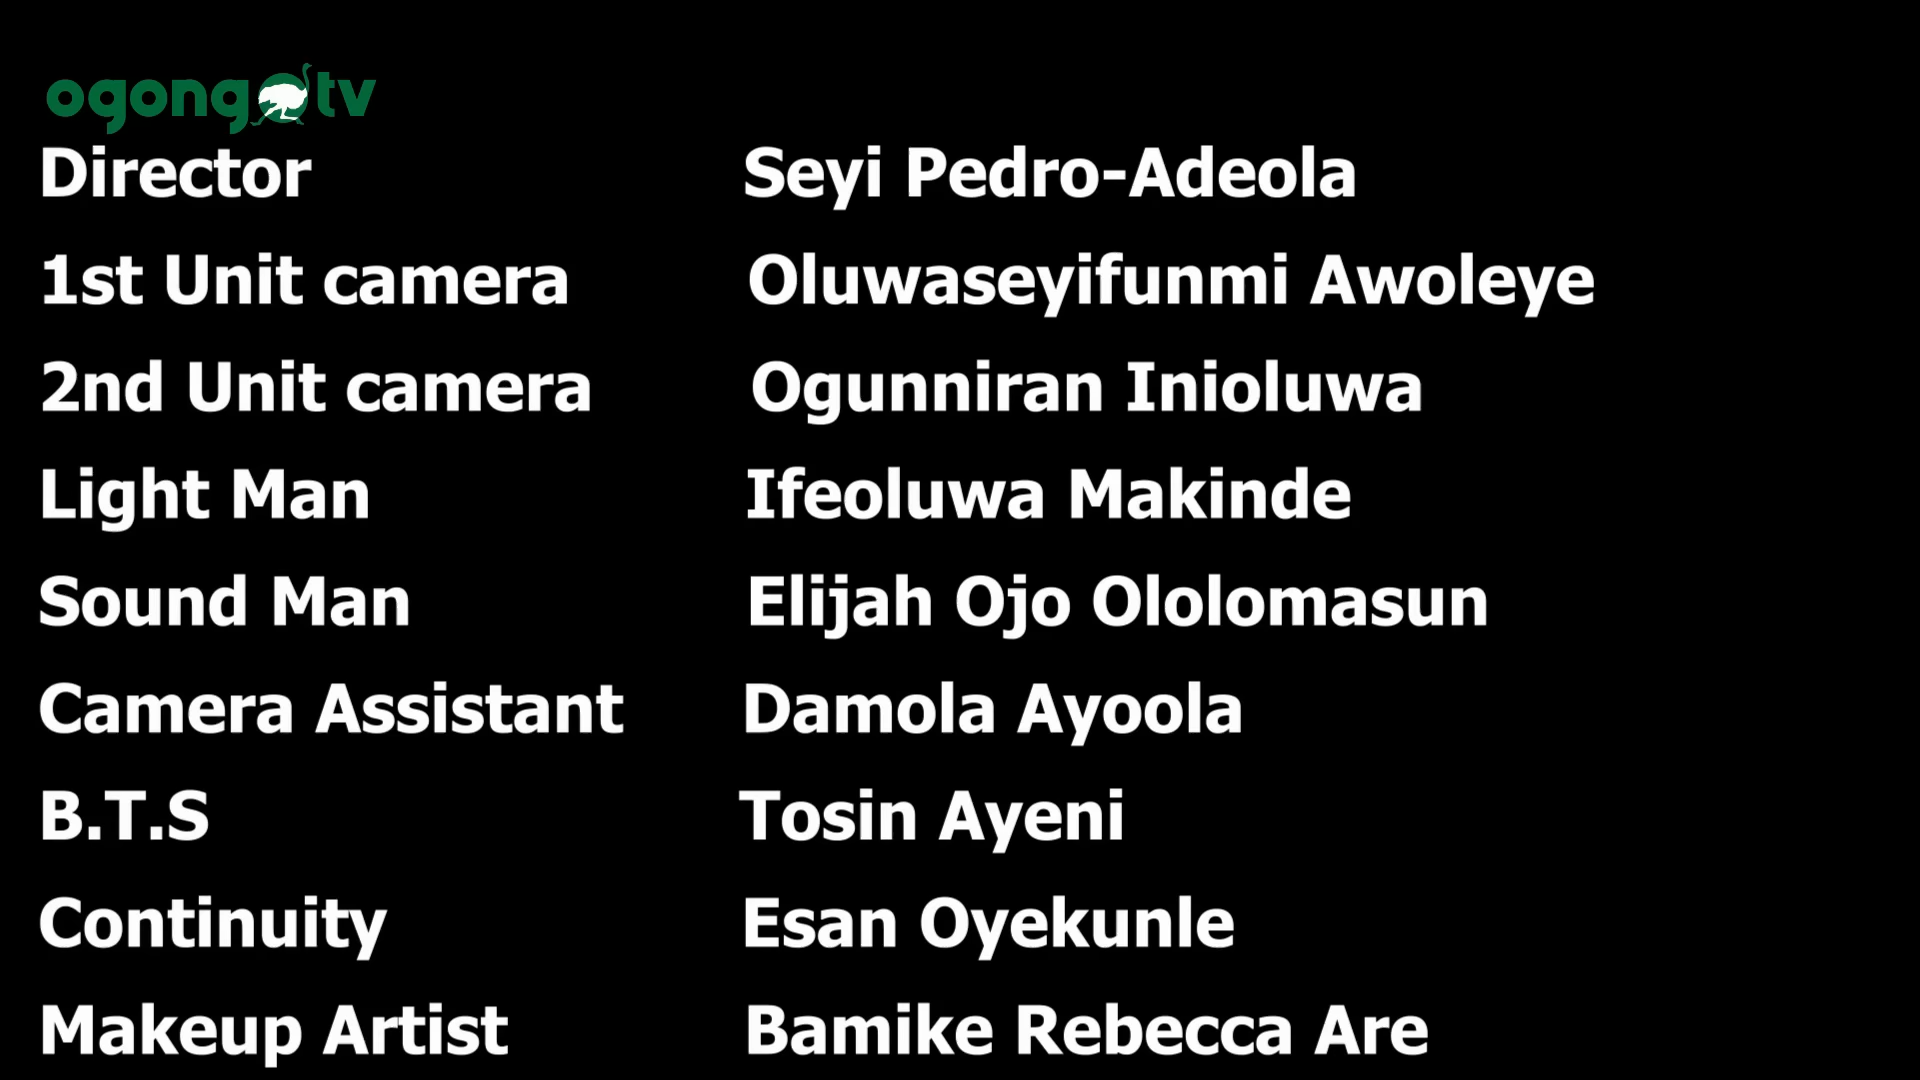 ogongo tv
Director Seyi Pedro-Adeola
1st Unit camera Oluwaseyifunmi Awoleye
2nd Unit camera Ogunniran Inioluwa
Light Man Ifeoluwa Makinde
Sound Man Elijah Ojo Ololomasun
Camera Assistant Damola Ayoola
B.T.S Tosin Ayeni
Continuity Esan Oyekunle
Makeup Artist Bamike Rebecca Are